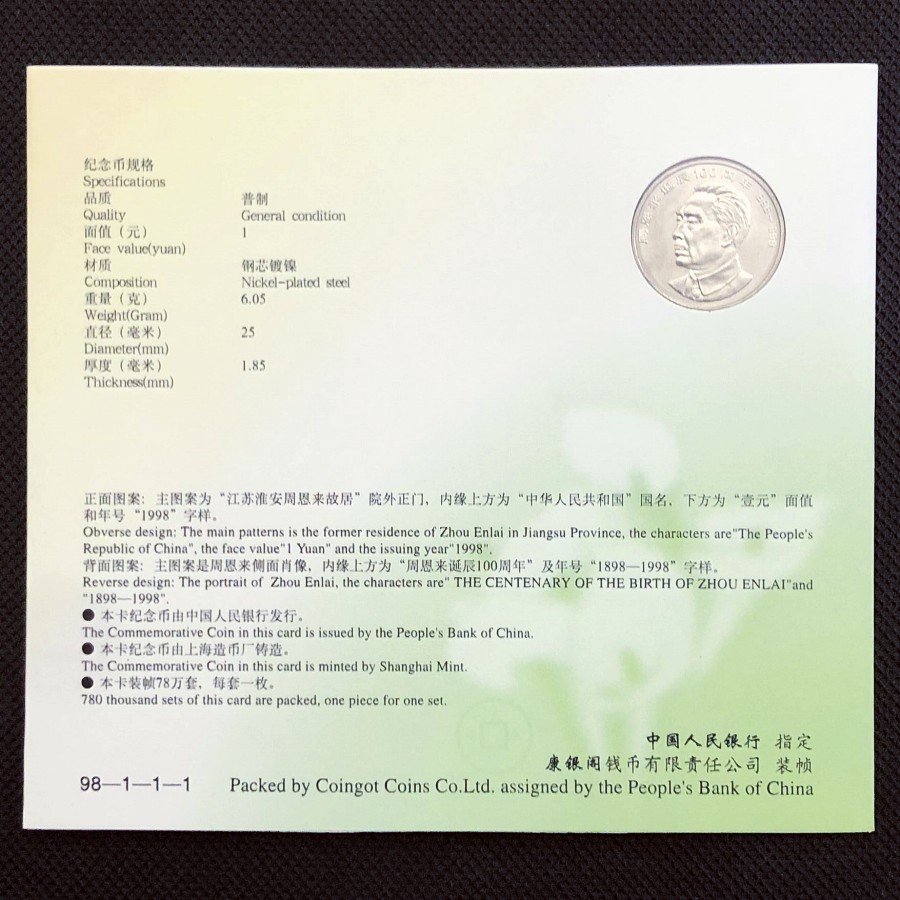 纪念币规格
Specifications
品质 普制
Quality General condition
面值（元） 1
Face value(yuan)
材质 钢芯镀镍
Composition Nickel-plated steel
重量（克） 6.05
Weight(Gram)
直径（毫米） 25
Diameter(mm)
厚度（毫米） 1.85
Thickness(mm)
周恩来诞辰100周年 1898—1998
正面图案：主图案为“江苏淮安周恩来故居”院外正门，内缘上方为“中华人民共和国”国名，下方为“壹元”面值
和年号“1998”字样。
Obverse design: The main patterns is the former residence of Zhou Enlai in Jiangsu Province, the characters are"The People's
Republic of China", the face value"1 Yuan" and the issuing year"1998".
背面图案：主图案是周恩来侧面肖像，内缘上方为“周恩来诞辰100周年”及年号“1898—1998”字样。
Reverse design: The portrait of Zhou Enlai, the characters are" THE CENTENARY OF THE BIRTH OF ZHOU ENLAI"and
"1898—1998".
● 本卡纪念币由中国人民银行发行。
The Commemorative Coin in this card is issued by the People's Bank of China.
● 本卡纪念币由上海造币厂铸造。
The Commemorative Coin in this card is minted by Shanghai Mint.
● 本卡装帧78万套，每套一枚。
780 thousand sets of this card are packed, one piece for one set.
中国人民银行 指定
康银阁钱币有限责任公司 装帧
98—1—1—1 Packed by Coingot Coins Co.Ltd. assigned by the People's Bank of China